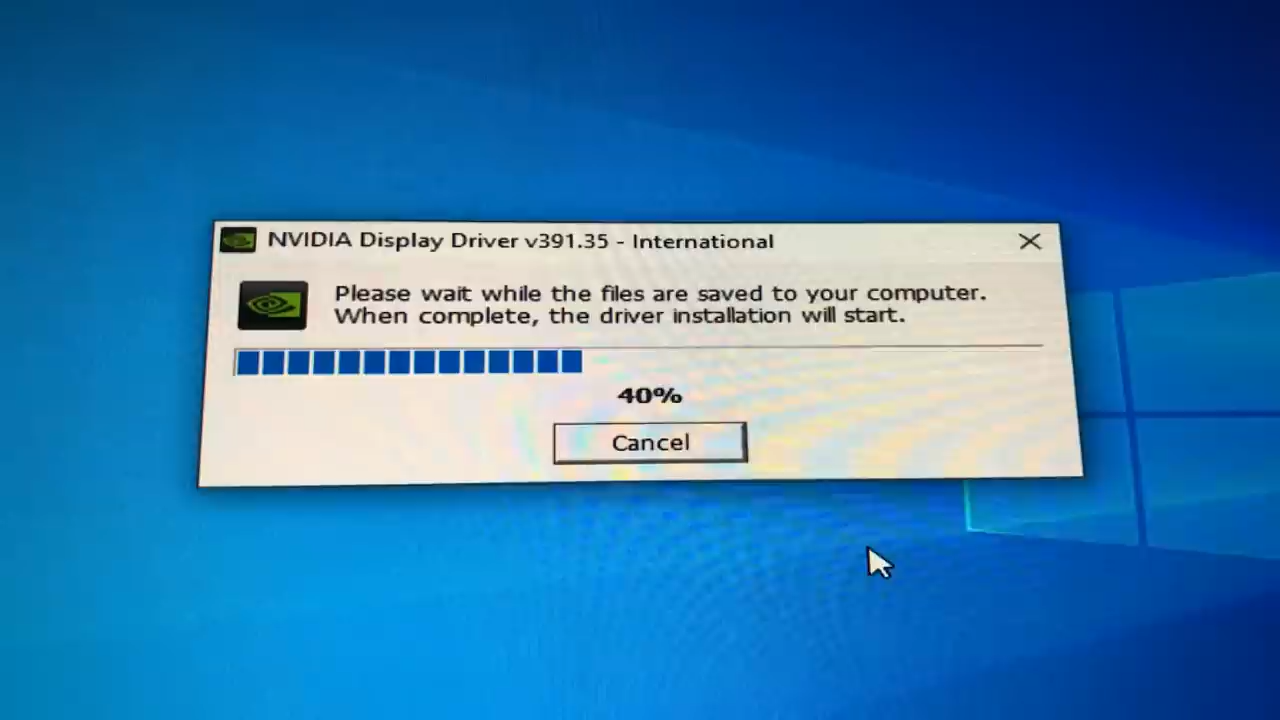 NVIDIA Display Driver v391.35 - International
Please wait while the files are saved to your computer.
When complete, the driver installation will start.
40%
Cancel